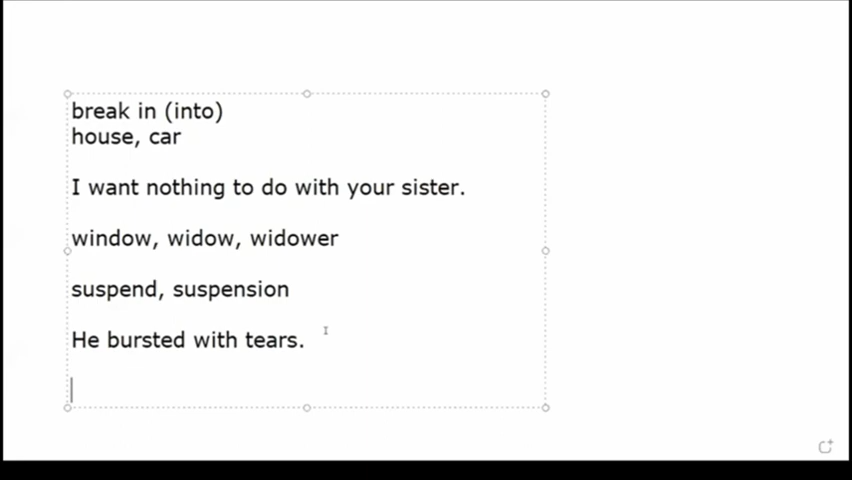 break in (into)
house, car
I want nothing to do with your sister.
window, widow, widower
suspend, suspension
He bursted with tears.